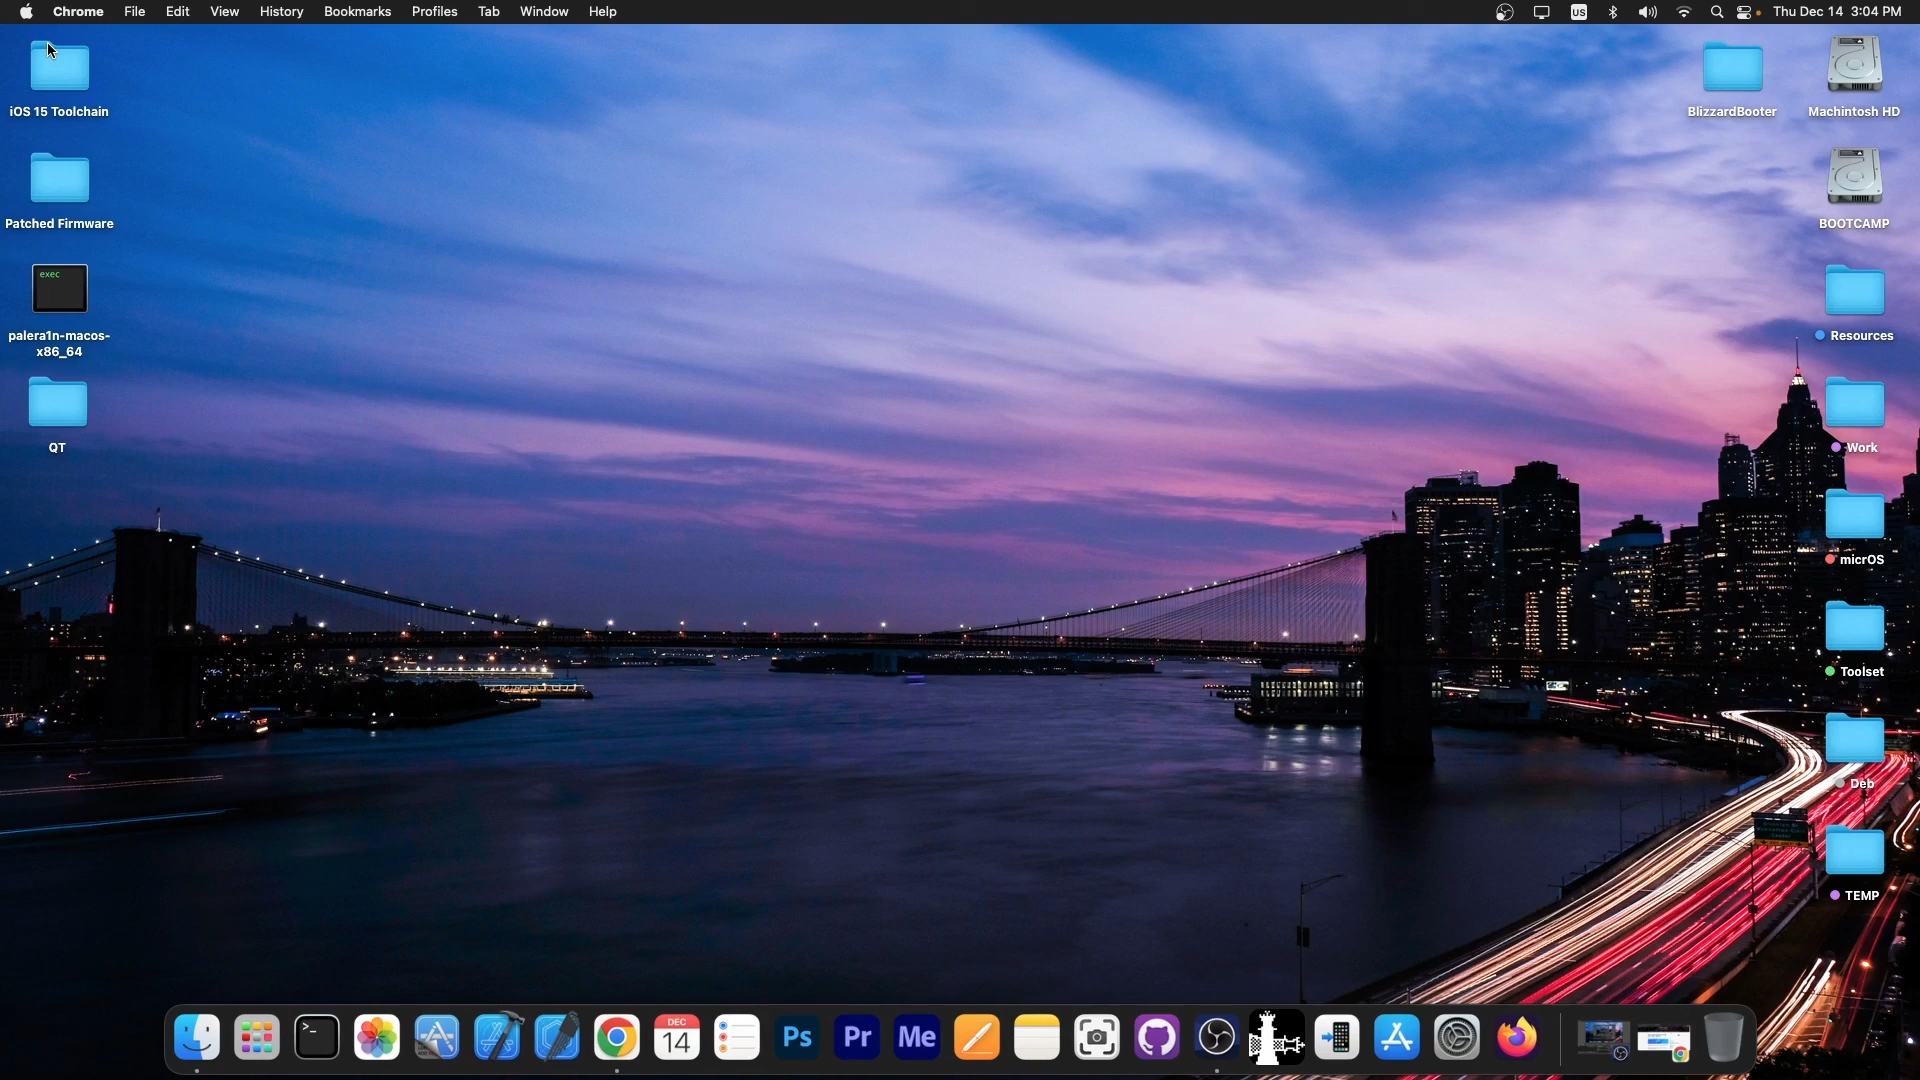 Chrome File Edit View History Bookmarks Profiles Tab Window Help US Thu Dec 14 3:04 PM
iOS 15 Toolchain
Patched Firmware
exec
palera1n-macos-
x86_64
QT
BlizzardBooter
Machintosh HD
BOOTCAMP
Resources
Work
micrOS
Toolset
Deb
TEMP
>_
DEC
14
Ps
Pr
Me